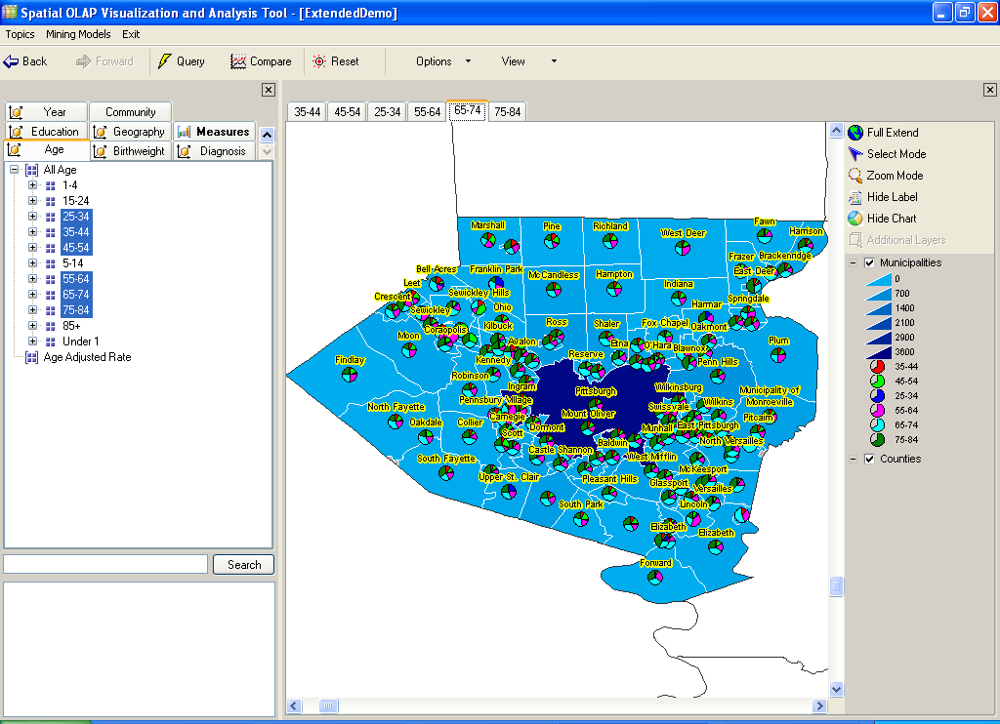 Spatial OLAP Visualization and Analysis Tool - [ExtendedDemo]
Topics Mining Models Exit
Back Forward Query Compare Reset Options View
Year Community
Education Geography Measures
Age Birthweight Diagnosis
All Age
1-4
15-24
25-34
35-44
45-54
5-14
55-64
65-74
75-84
85+
Under 1
Age Adjusted Rate
Search
35-44 45-54 25-34 55-64 65-74 75-84
Marshall Pine Richland West Deer Fawn Harrison
Bell Acres Franklin Park McCandless Hampton Frazer Brackenridge
East Deer
Leet Sewickley Hills Indiana Springdale
Crescent Sewickley Ohio Harmar
Coraopolis Kilbuck Ross Shaler Fox Chapel Oakmont
Moon Avalon Etna O'Hara Blawnox Plum
Findlay Kennedy Reserve Penn Hills
Robinson Ingram Pittsburgh Wilkinsburg Municipality of
Monroeville
North Fayette Pennsbury Village Mount Oliver Swissvale Wilkins
Oakdale Collier Carnegie Dormont Munhall East Pittsburgh Pitcairn
Scott Baldwin North Versailles
South Fayette Castle Shannon West Mifflin
Upper St. Clair Pleasant Hills McKeesport
Glassport Versailles
South Park Lincoln
Elizabeth Elizabeth
Forward
Full Extend
Select Mode
Zoom Mode
Hide Label
Hide Chart
Additional Layers
Municipalities
0
700
1400
2100
2900
3600
35-44
45-54
25-34
55-64
65-74
75-84
Counties